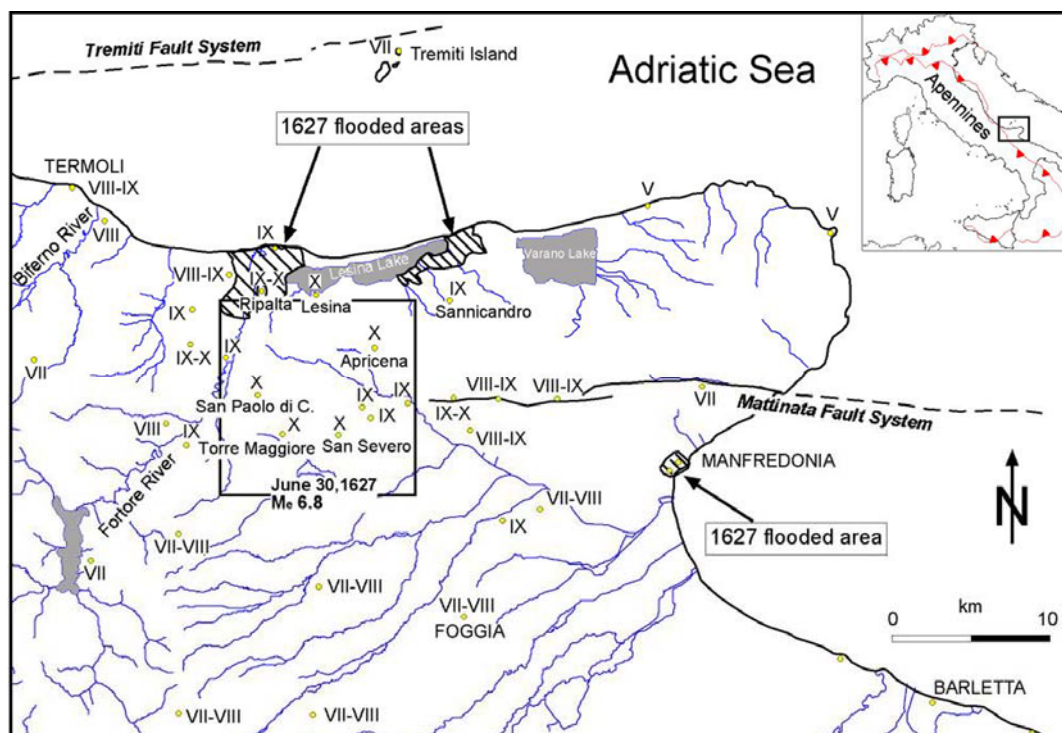 Tremiti Fault System
VII
Tremiti Island
Adriatic Sea
Apennines
1627 flooded areas
TERMOLI
VIII-IX
Biferno River
VIII
V
V
IX
VIII-IX
IX-X
Ripalta
Lesina Lake
X
Lesina
IX
Sannicandro
Varano Lake
IX
IX-X
IX
VII
X
Apricena
X
San Paolo di C.
IX
IX
IX
VIII-IX
VIII-IX
IX-X
VII
Mattinata Fault System
VIII
IX
X
Torre Maggiore
X
San Severo
VIII-IX
MANFREDONIA
Fortore River
June 30,1627
Me 6.8
N
VII-VIII
IX
1627 flooded area
VII-VIII
VII
VII-VIII
VII-VIII
FOGGIA
km
0
10
BARLETTA
VII-VIII
VII-VIII